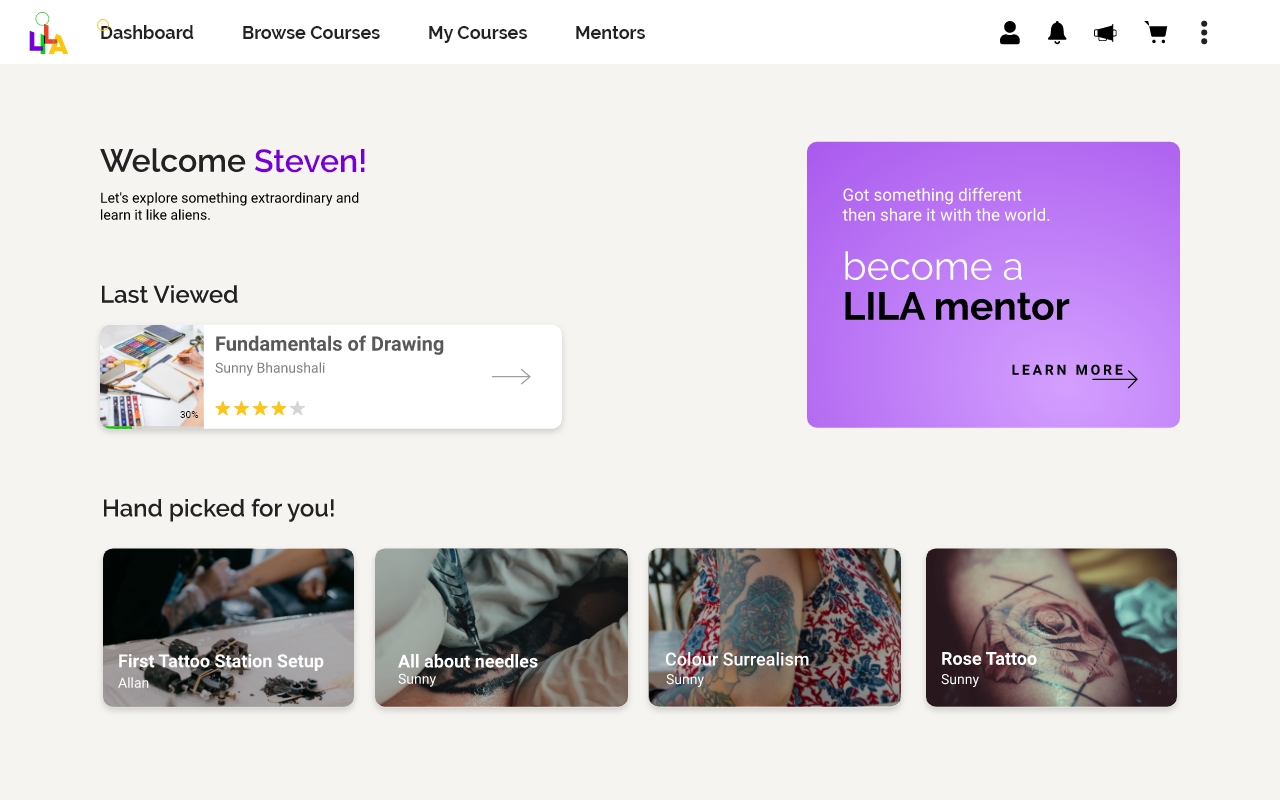 LILA
Dashboard
Browse Courses
My Courses
Mentors
Welcome Steven!
Let's explore something extraordinary and
learn it like aliens.
Got something different
then share it with the world.
become a
LILA mentor
LEARN MORE
Last Viewed
Fundamentals of Drawing
Sunny Bhanushali
30%
Hand picked for you!
First Tattoo Station Setup
Allan
All about needles
Sunny
Colour Surrealism
Sunny
Rose Tattoo
Sunny